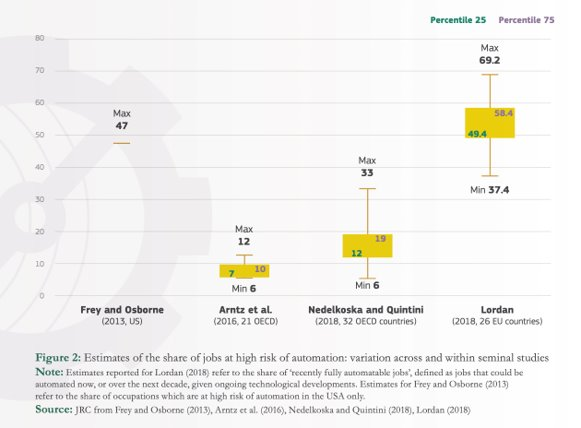 Percentile 25 Percentile 75
80
70
60
50
40
30
20
10
0
Max
47
Max
12
7
10
Min 6
Max
33
12
19
Min 6
Max
69.2
58.4
49.4
Min 37.4
Frey and Osborne
(2013, US)
Arntz et al.
(2016, 21 OECD)
Nedelkoska and Quintini
(2018, 32 OECD countries)
Lordan
(2018, 26 EU countries)
Figure 2: Estimates of the share of jobs at high risk of automation: variation across and within seminal studies
Note: Estimates reported for Lordan (2018) refer to the share of ‘recently fully automatable jobs’, defined as jobs that could be
automated now, or over the next decade, given ongoing technological developments. Estimates for Frey and Osborne (2013)
refer to the share of occupations which are at high risk of automation in the USA only.
Source: JRC from Frey and Osborne (2013), Arntz et al. (2016), Nedelkoska and Quintini (2018), Lordan (2018)